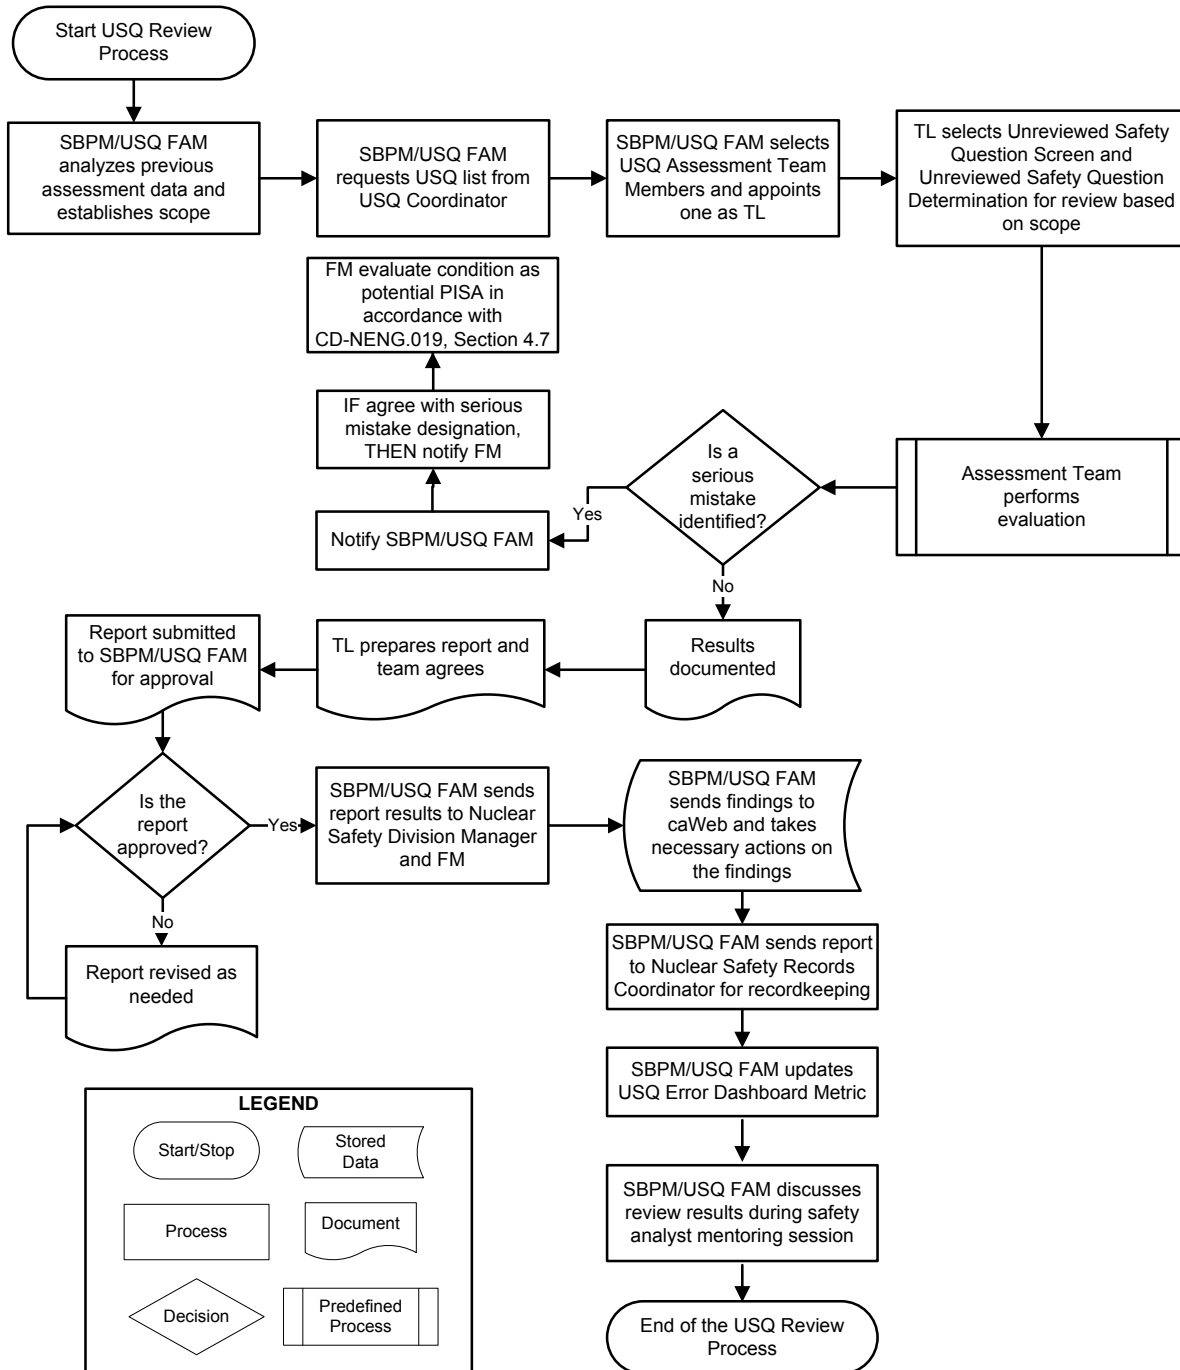 Start USQ Review
Process
SBPM/USQ FAM
analyzes previous
assessment data and
establishes scope
SBPM/USQ FAM
requests USQ list from
USQ Coordinator
SBPM/USQ FAM selects
USQ Assessment Team
Members and appoints
one as TL
TL selects Unreviewed Safety
Question Screen and
Unreviewed Safety Question
Determination for review based
on scope
Assessment Team
performs
evaluation
Is a
serious
mistake
identified?
Yes
Notify SBPM/USQ FAM
IF agree with serious
mistake designation,
THEN notify FM
FM evaluate condition as
potential PISA in
accordance with
CD-NENG.019, Section 4.7
No
Results
documented
TL prepares report and
team agrees
Report submitted
to SBPM/USQ FAM
for approval
Is the
report
approved?
No
Report revised as
needed
Yes
SBPM/USQ FAM sends
report results to Nuclear
Safety Division Manager
and FM
SBPM/USQ FAM
sends findings to
caWeb and takes
necessary actions on
the findings
SBPM/USQ FAM sends report
to Nuclear Safety Records
Coordinator for recordkeeping
SBPM/USQ FAM updates
USQ Error Dashboard Metric
SBPM/USQ FAM discusses
review results during safety
analyst mentoring session
End of the USQ Review
Process
LEGEND
Start/Stop
Stored
Data
Process
Document
Decision
Predefined
Process